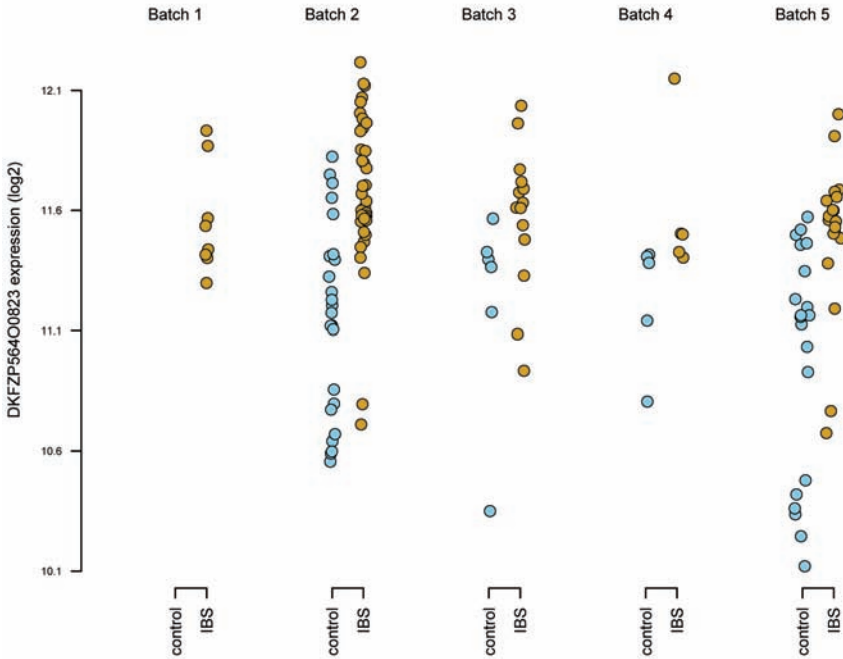 Batch 1
Batch 2
Batch 3
Batch 4
Batch 5
DKFZP564O0823 expression (log2)
12.1
11.6
11.1
10.6
10.1
control
IBS
control
IBS
control
IBS
control
IBS
control
IBS